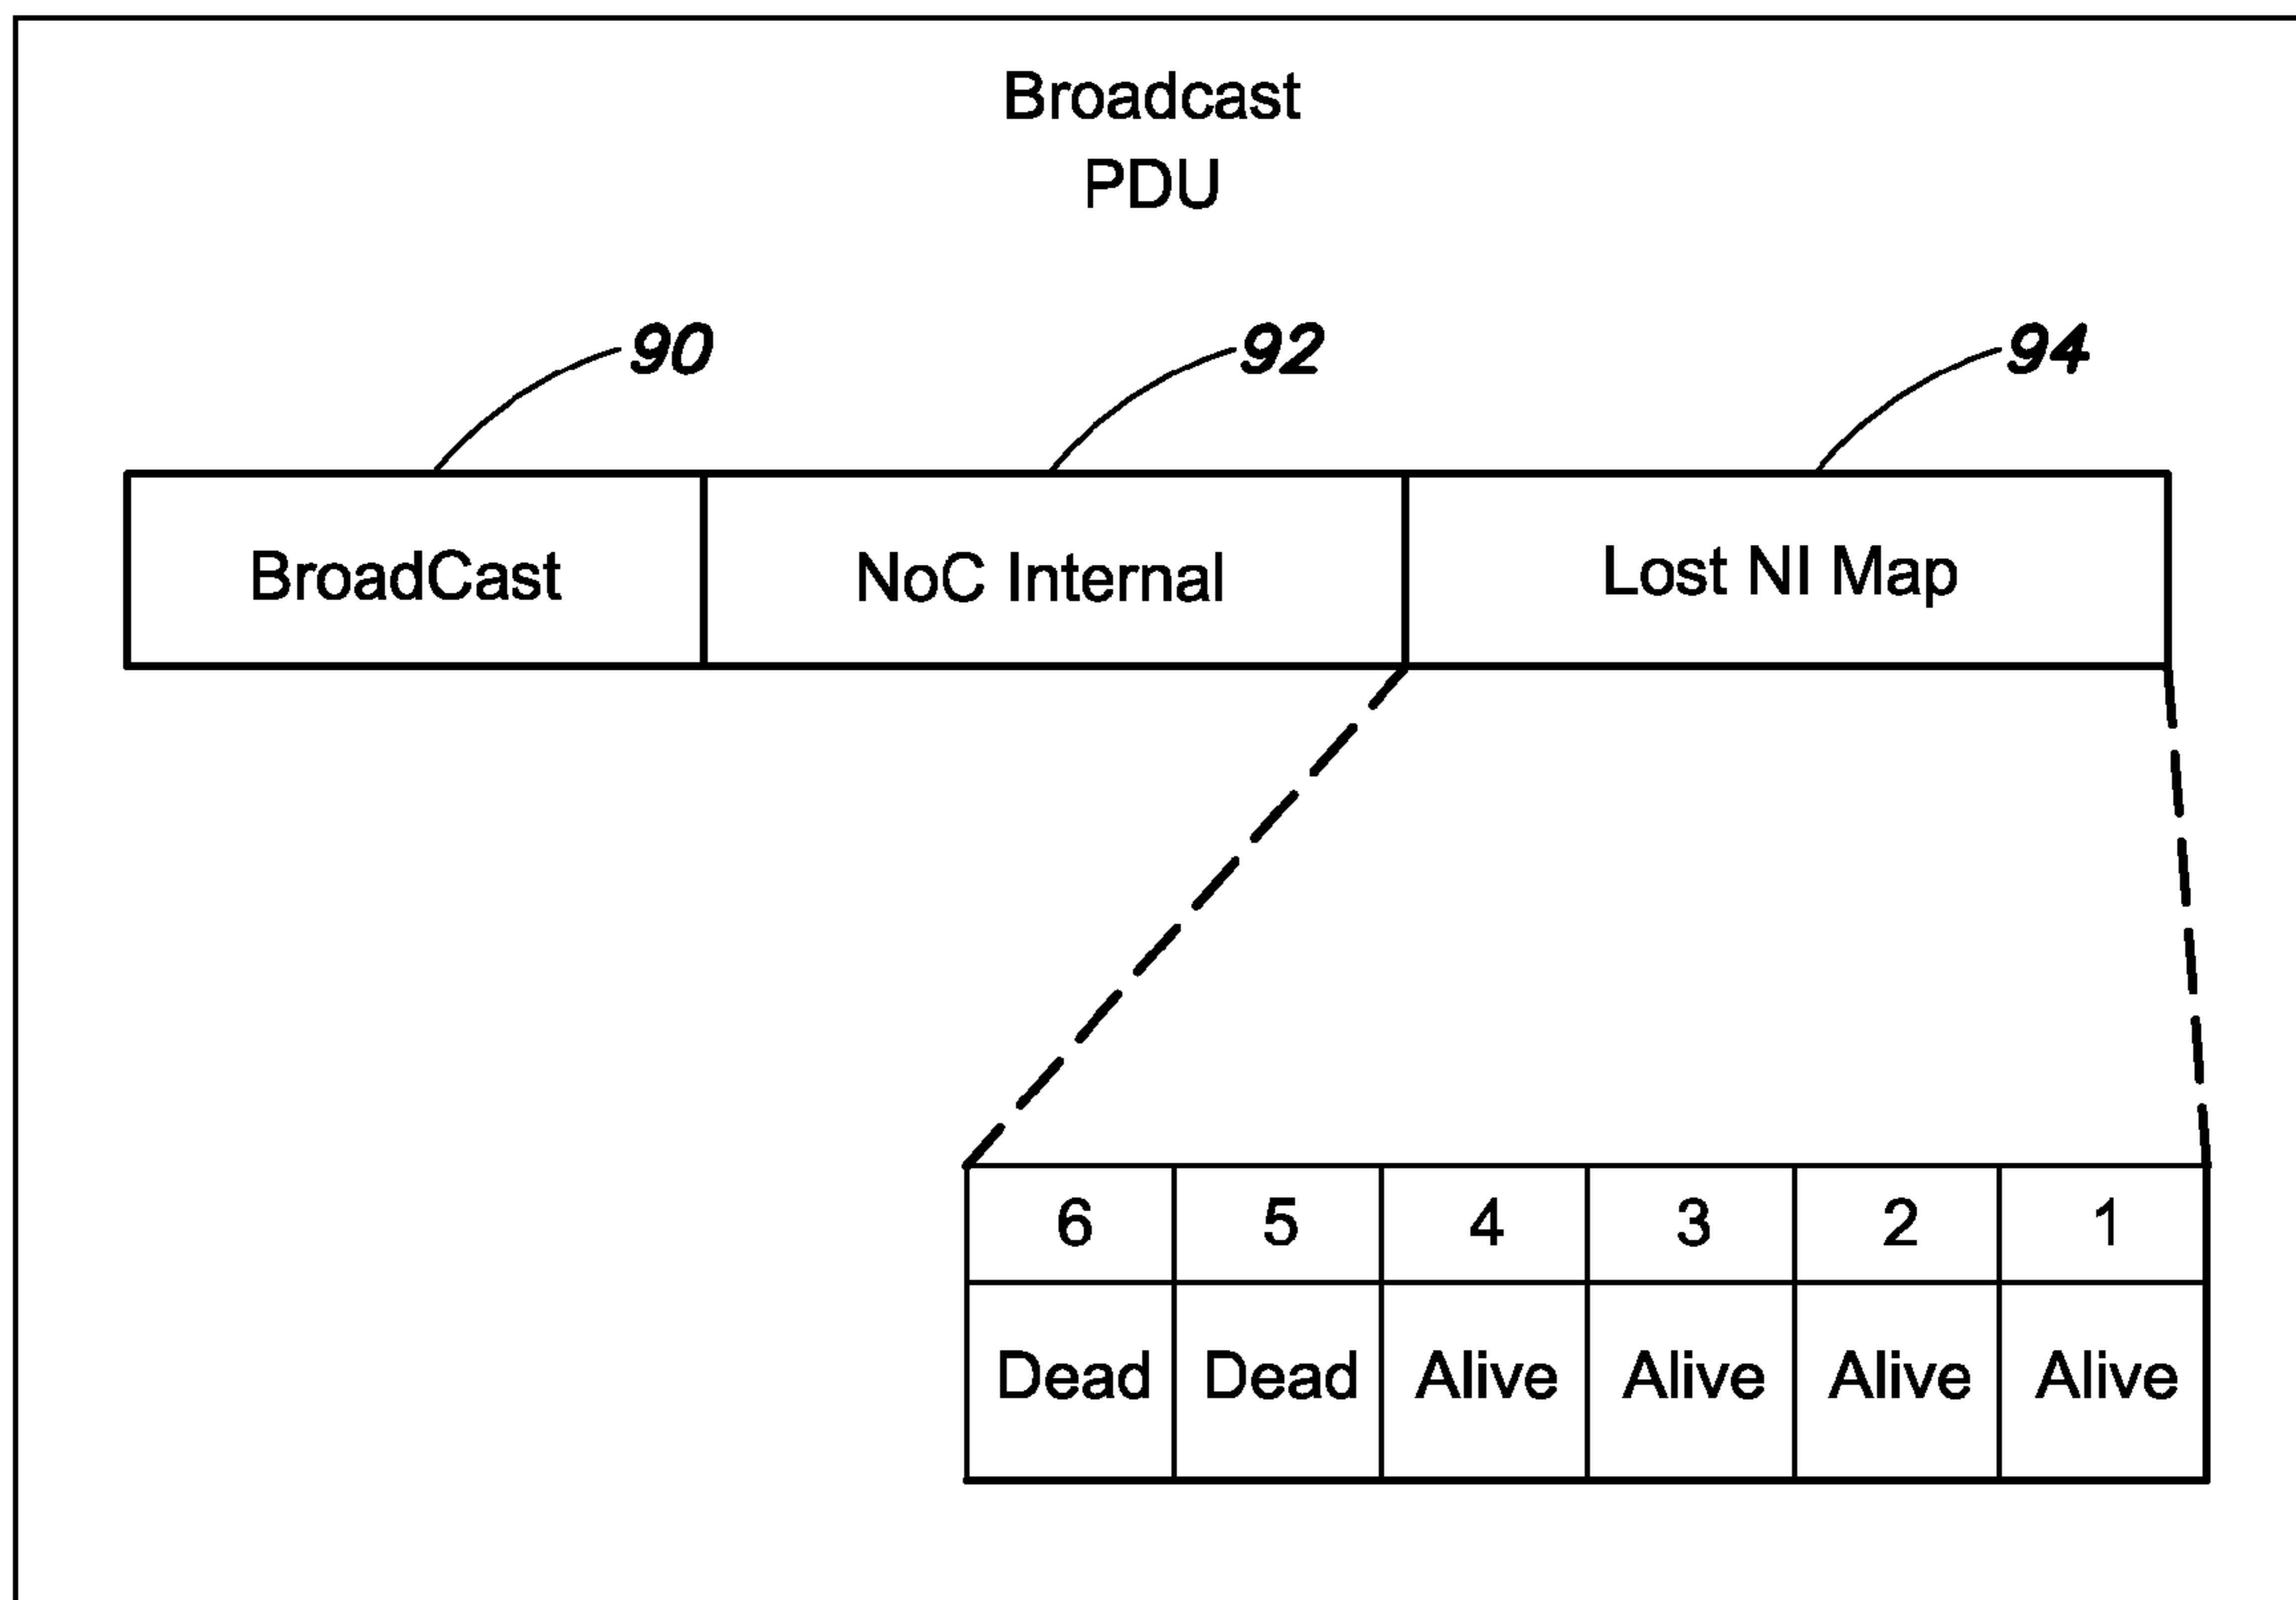 Broadcast
PDU
90 92 94
BroadCast NoC Internal Lost NI Map
6 5 4 3 2 1
Dead Dead Alive Alive Alive Alive